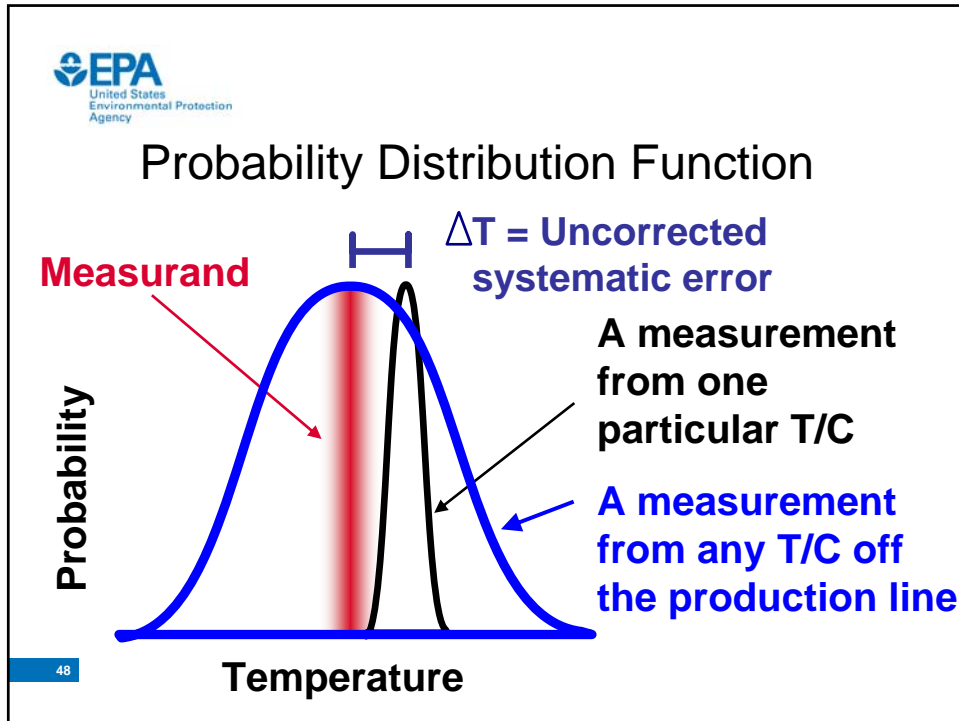 EPA
United States
Environmental Protection
Agency
Probability Distribution Function
ΔT = Uncorrected
systematic error
Measurand
A measurement
from one
particular T/C
Probability
A measurement
from any T/C off
the production line
48
Temperature